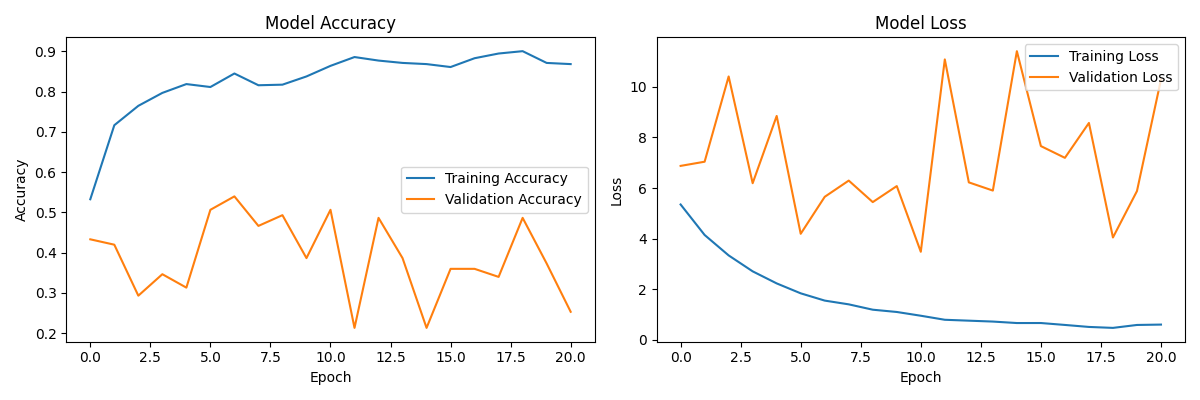 Model Accuracy
Accuracy
0.9
0.8
0.7
0.6
0.5
0.4
0.3
0.2
Training Accuracy
Validation Accuracy
0.0 2.5 5.0 7.5 10.0 12.5 15.0 17.5 20.0
Epoch
Model Loss
Loss
10
8
6
4
2
0
Training Loss
Validation Loss
0.0 2.5 5.0 7.5 10.0 12.5 15.0 17.5 20.0
Epoch